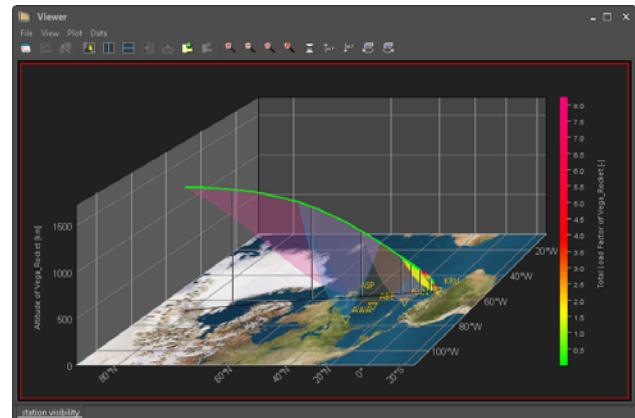 Viewer
File View Plot Data
8.0
7.5
7.0
6.5
6.0
5.5
5.0
4.5
4.0
3.5
3.0
2.5
2.0
1.5
1.0
0.5
Total Load Factor of Vega_Rocket [-]
Altitude of Vega_Rocket [km]
1500
1000
500
0
80°N
60°N
40°N
20°N
0°
20°S
20°W
40°W
60°W
80°W
100°W
ASP
KRU
AWA
station visibility